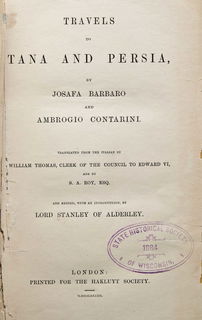 TRAVELS
TO
TANA AND PERSIA,
BY
JOSAFA BARBARO
AND
AMBROGIO CONTARINI.
TRANSLATED FROM THE ITALIAN BY
WILLIAM THOMAS, CLERK OF THE COUNCIL TO EDWARD VI,
AND BY
S. A. ROY, ESQ.
AND EDITED, WITH AN INTRODUCTION, BY
LORD STANLEY OF ALDERLEY.
STATE HISTORICAL SOCIETY
1884
OF WISCONSIN.
LONDON:
PRINTED FOR THE HAKLUYT SOCIETY.